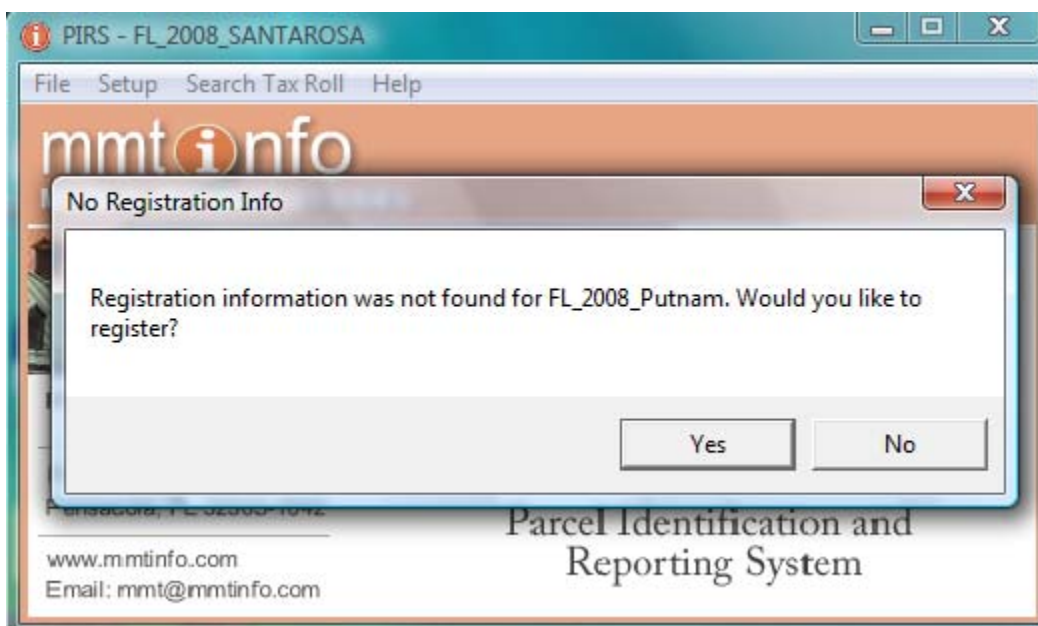 PIRS - FL_2008_SANTAROSA
File Setup Search Tax Roll Help
mmt info
No Registration Info
Registration information was not found for FL_2008_Putnam. Would you like to
register?
Yes No
Parcel Identification and
Reporting System
www.mmtinfo.com
Email: mmt@mmtinfo.com